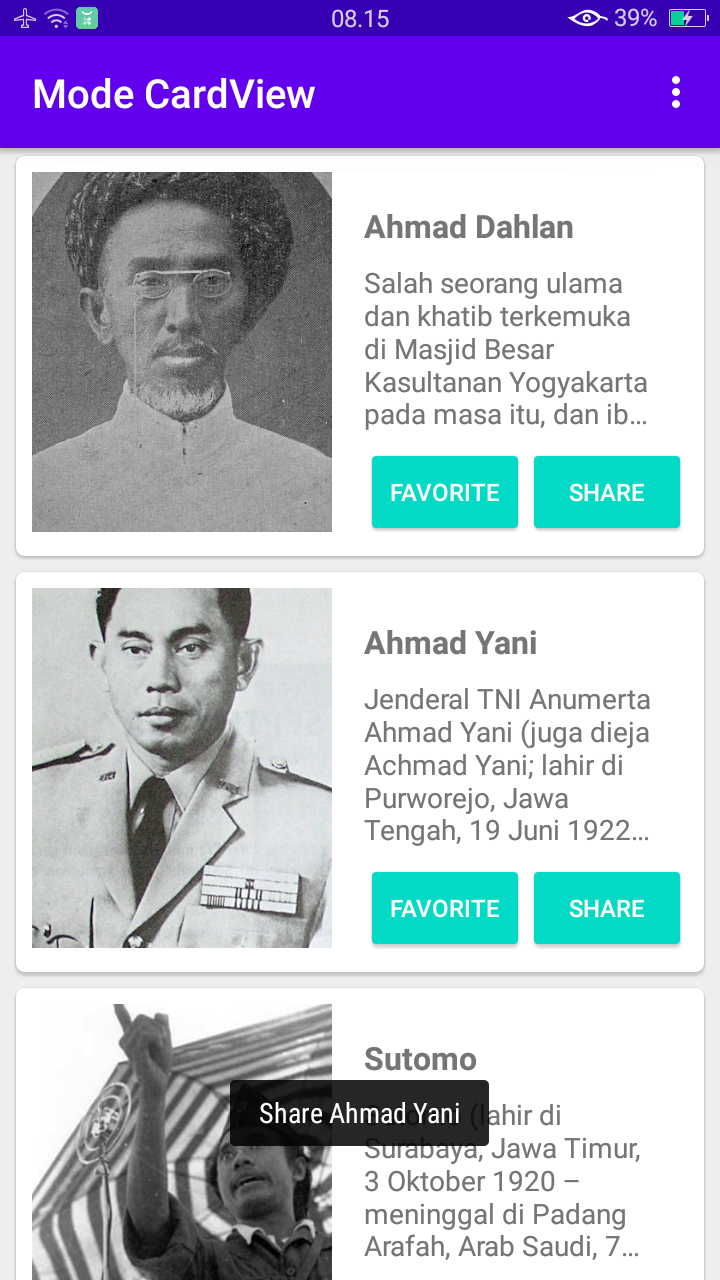 08.15
39%
Mode CardView
Ahmad Dahlan
Salah seorang ulama
dan khatib terkemuka
di Masjid Besar
Kasultanan Yogyakarta
pada masa itu, dan ib...
FAVORITE
SHARE
Ahmad Yani
Jenderal TNI Anumerta
Ahmad Yani (juga dieja
Achmad Yani; lahir di
Purworejo, Jawa
Tengah, 19 Juni 1922...
FAVORITE
SHARE
Sutomo
(lahir di
Surabaya, Jawa Timur,
3 Oktober 1920 –
meninggal di Padang
Arafah, Arab Saudi, 7...
Share Ahmad Yani